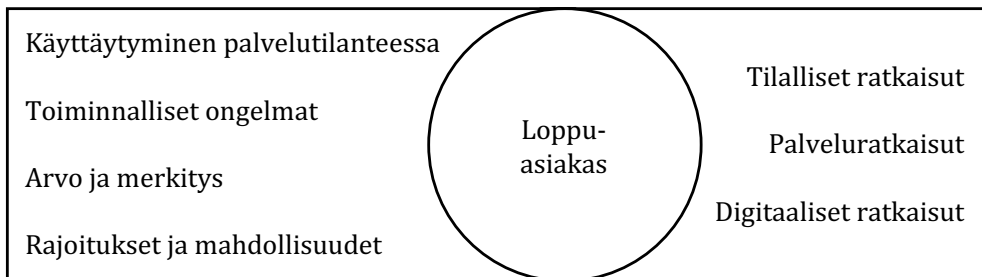 Käyttäytyminen palvelutilanteessa
Toiminnalliset ongelmat
Arvo ja merkitys
Rajoitukset ja mahdollisuudet
Loppu-
asiakas
Tilalliset ratkaisut
Palveluratkaisut
Digitaaliset ratkaisut